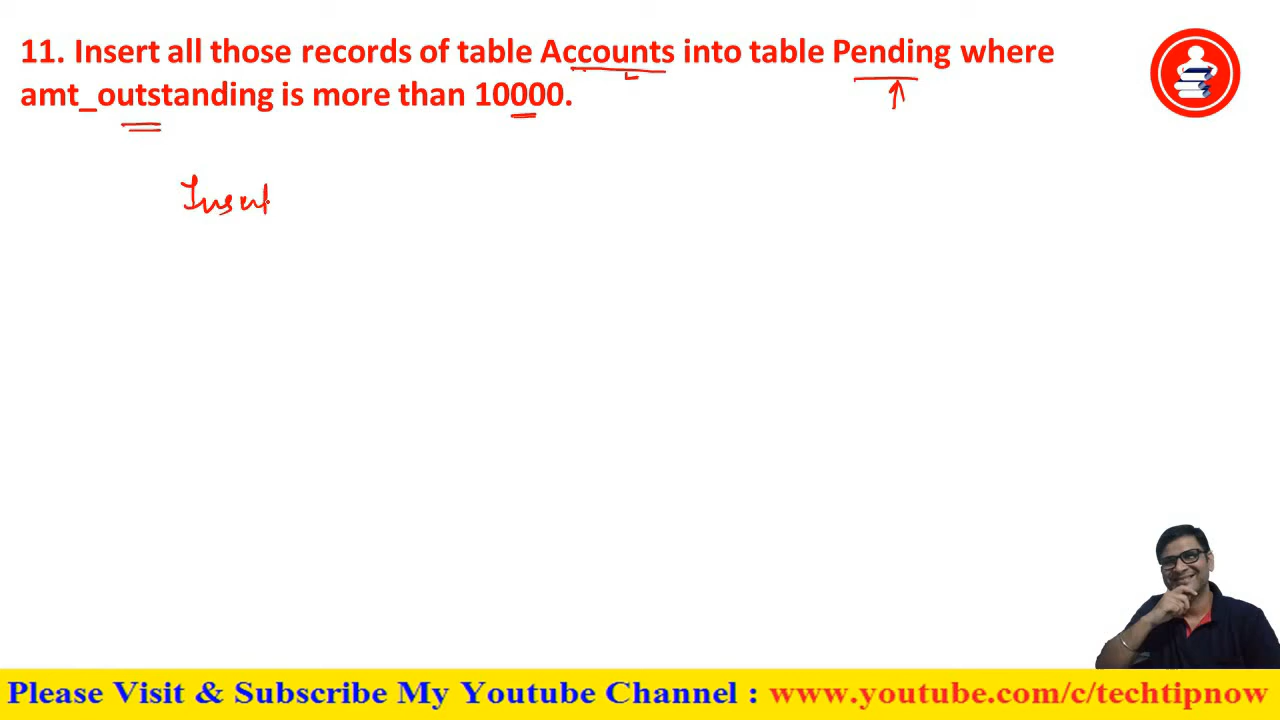 11. Insert all those records of table Accounts into table Pending where
amt_outstanding is more than 10000.
Insert
Please Visit & Subscribe My Youtube Channel : www.youtube.com/c/techtipnow